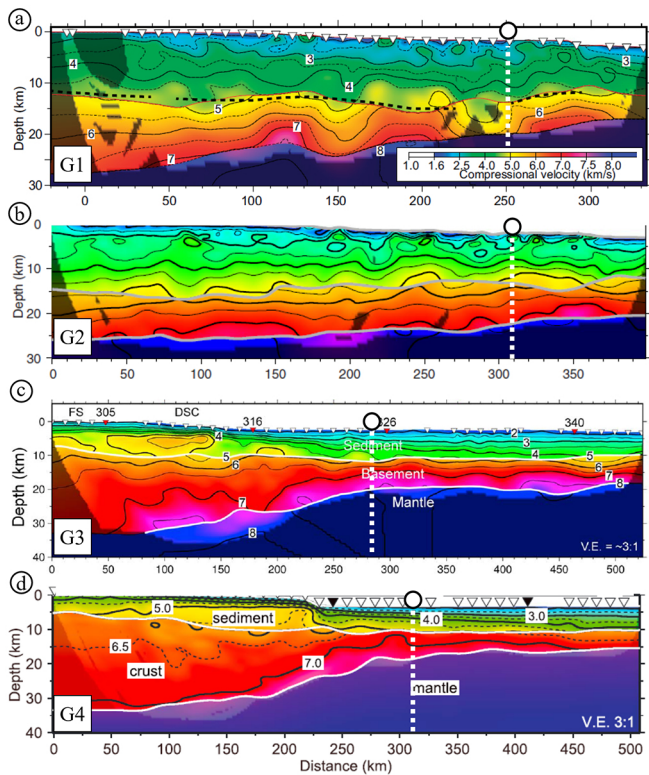 a
0
10
20
30
Depth (km)
4
3
3
4
5
6
6
7
7
8
G1
1.0 1.6 2.5 4.0 5.0 6.0 7.0 7.5 8.0
Compressional velocity (km/s)
0 50 100 150 200 250 300
b
0
10
20
30
Depth (km)
G2
0 50 100 150 200 250 300 350
c
FS 305 DSC 316 326 340
0
10
20
30
40
Depth (km)
4
2
3
Sediment
4
5
5
6
6
Basement
7
7
8
Mantle
8
G3
V.E. = ~3:1
0 50 100 150 200 250 300 350 400 450 500
d
0
10
20
30
40
Depth (km)
5.0
sediment
4.0
3.0
6.5
crust
7.0
mantle
G4
V.E. 3:1
0 50 100 150 200 250 300 350 400 450 500
Distance (km)